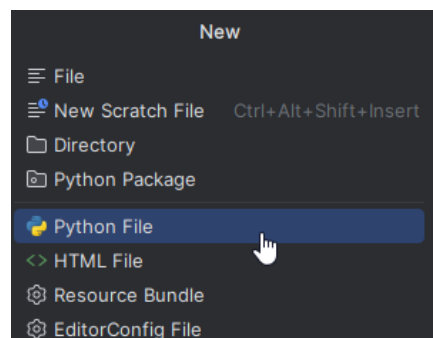 New
File
New Scratch File Ctrl+Alt+Shift+Insert
Directory
Python Package
Python File
HTML File
Resource Bundle
EditorConfig File